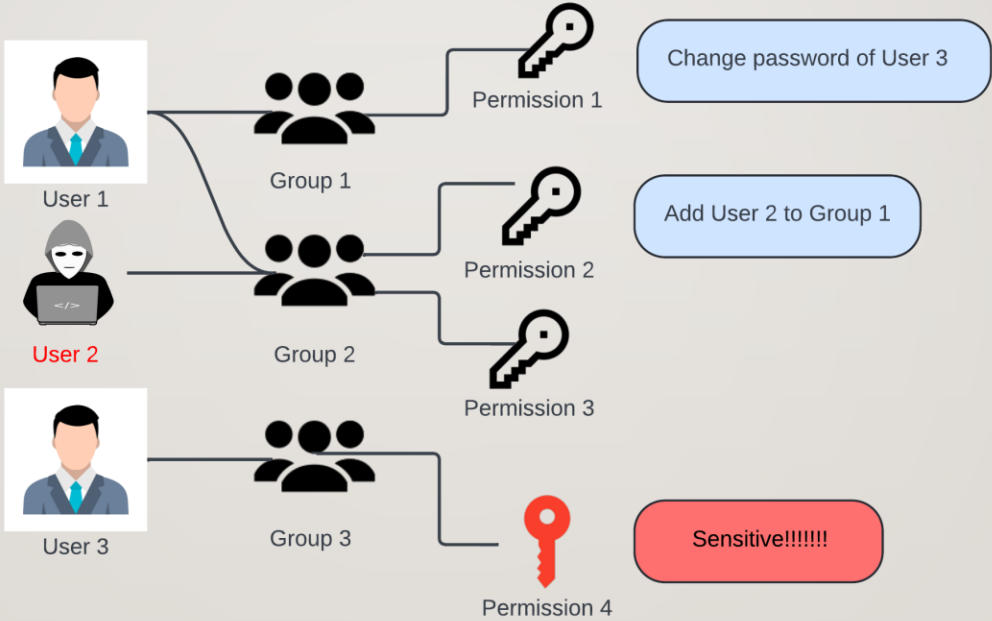 Permission 1
Change password of User 3
User 1
Group 1
Permission 2
Add User 2 to Group 1
</>
User 2
Group 2
Permission 3
User 3
Group 3
Sensitive!!!!!!!
Permission 4